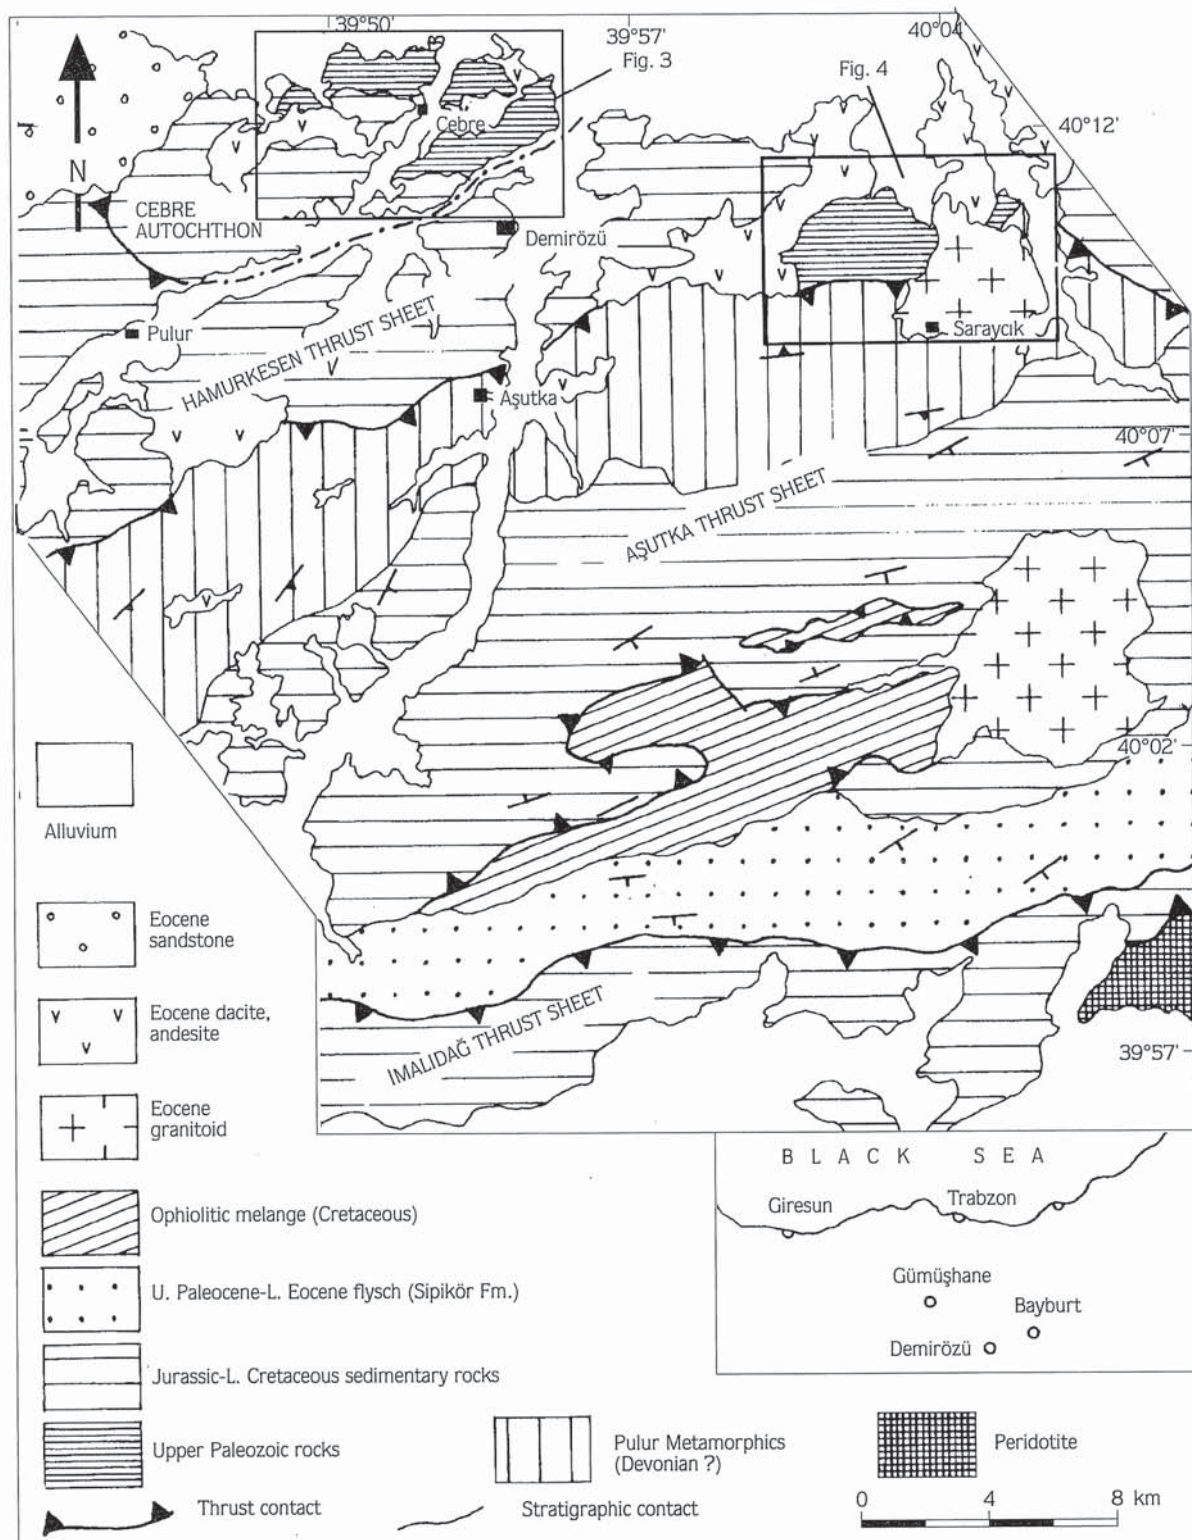 39°50'
39°57'
40°04'
Fig. 3
Fig. 4
Cebre
40°12'
N
CEBRE
AUTOCHTHON
Demirözü
Pulur
Saraycık
HAMURKESEN THRUST SHEET
Aşutka
40°07'
AŞUTKA THRUST SHEET
40°02'
IMALIDAĞ THRUST SHEET
39°57'
Alluvium
Eocene
sandstone
Eocene dacite,
andesite
Eocene
granitoid
Ophiolitic melange (Cretaceous)
U. Paleocene-L. Eocene flysch (Sipikör Fm.)
Jurassic-L. Cretaceous sedimentary rocks
Upper Paleozoic rocks
Pulur Metamorphics
(Devonian ?)
Peridotite
Thrust contact
Stratigraphic contact
0 4 8 km
BLACK SEA
Giresun
Trabzon
Gümüşhane
Bayburt
Demirözü